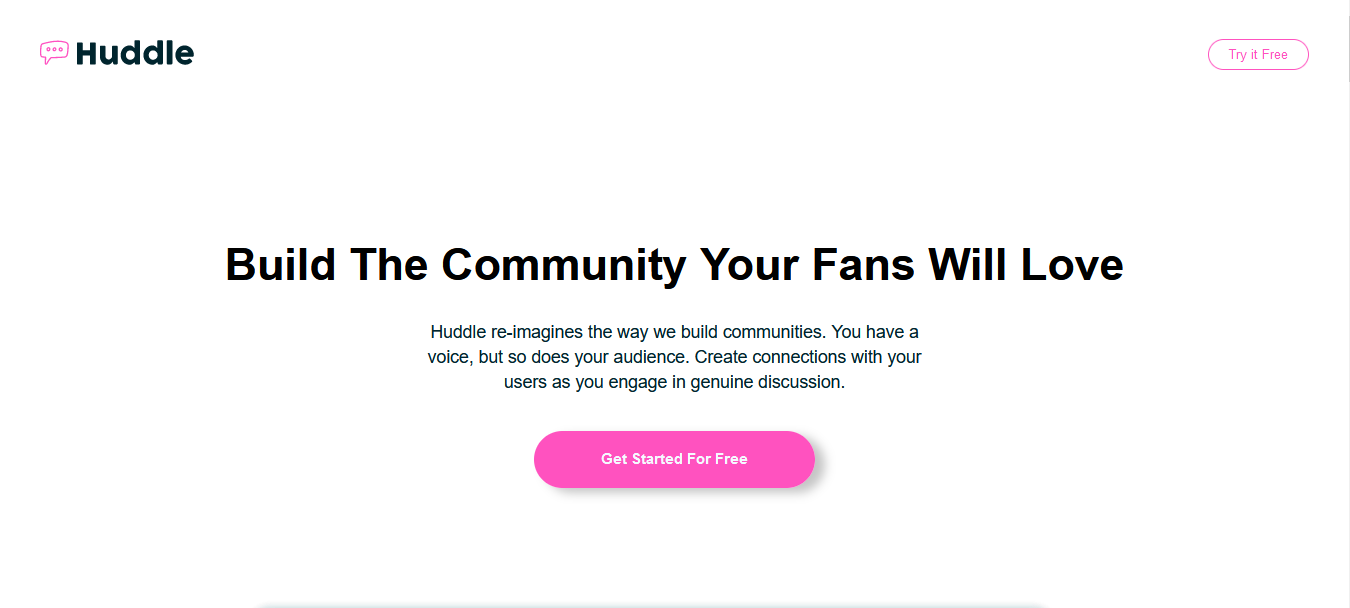 Huddle
Try it Free
Build The Community Your Fans Will Love
Huddle re-imagines the way we build communities. You have a
voice, but so does your audience. Create connections with your
users as you engage in genuine discussion.
Get Started For Free